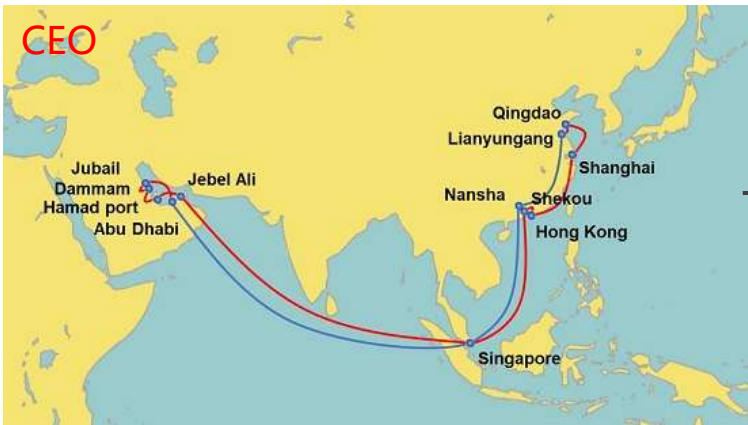 CEO
Qingdao
Lianyungang
Shanghai
Jubail
Dammam
Jebel Ali
Hamad port
Abu Dhabi
Nansha
Shekou
Hong Kong
Singapore